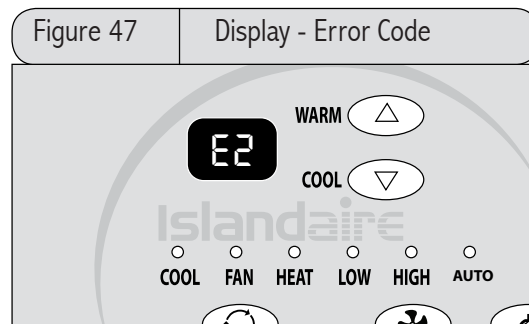 Figure 47 Display - Error Code
WARM
E2
COOL
Islandaire
COOL FAN HEAT LOW HIGH AUTO